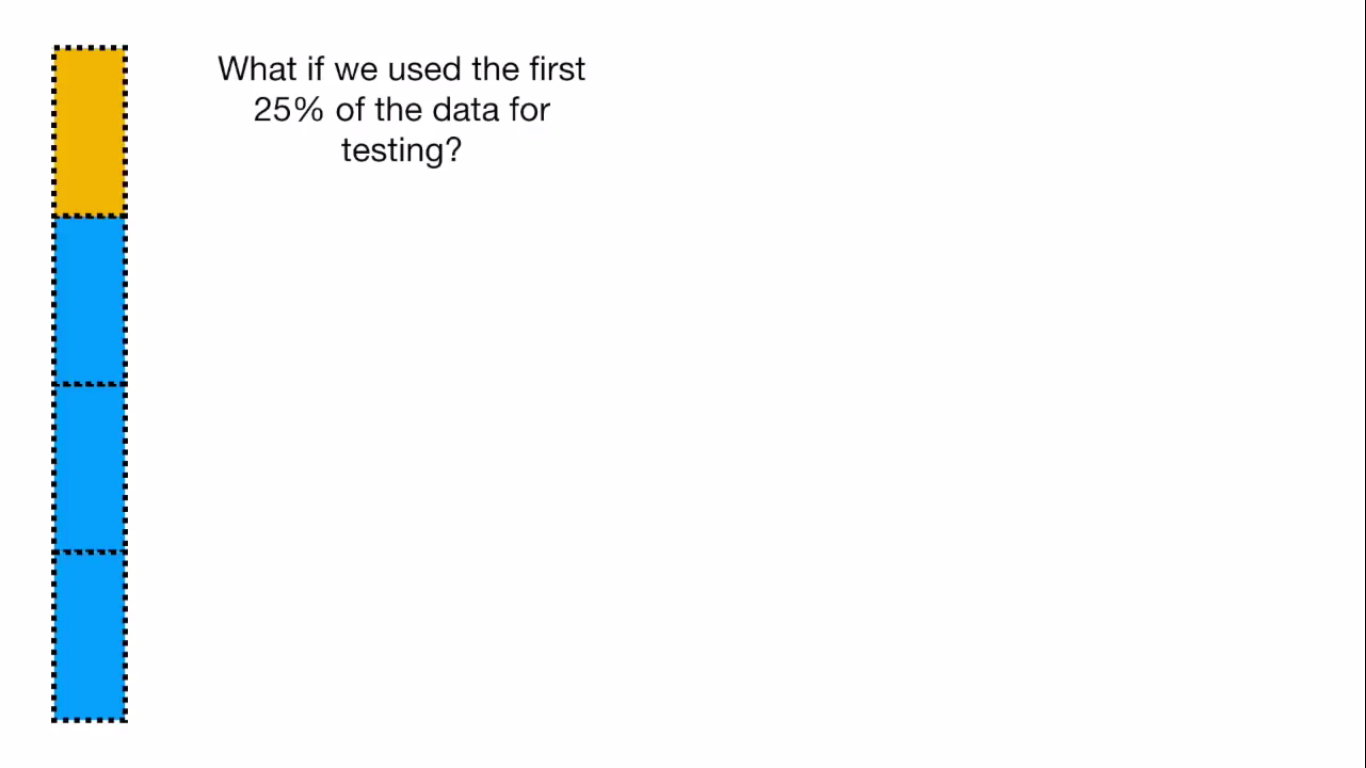 What if we used the first
25% of the data for
testing?